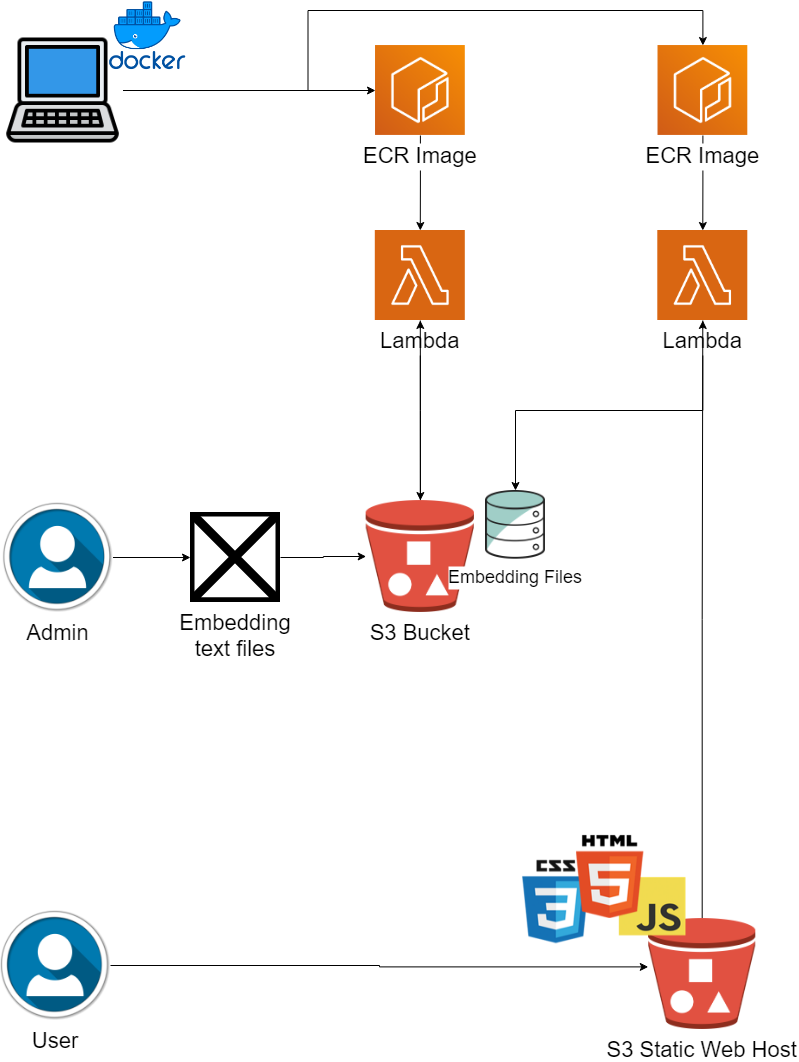 docker
ECR Image
ECR Image
Lambda
Lambda
Embedding Files
Admin
Embedding
text files
S3 Bucket
HTML
CSS
5
3
JS
User
S3 Static Web Host